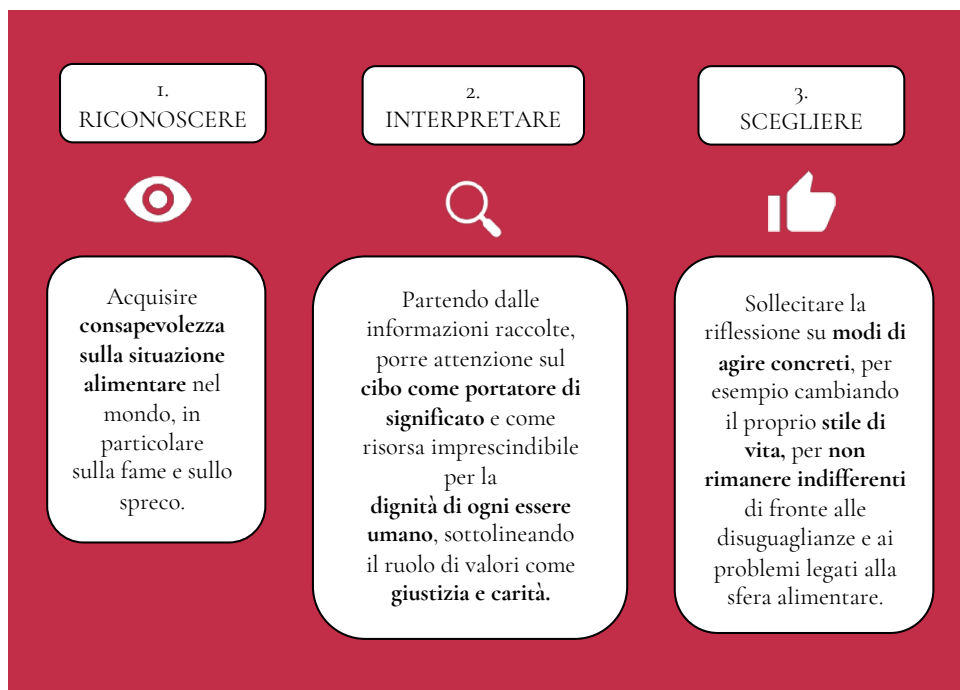 1.
RICONOSCERE
Acquisire
consapevolezza
sulla situazione
alimentare nel
mondo, in
particolare
sulla fame e sullo
spreco.
2.
INTERPRETARE
Partendo dalle
informazioni raccolte,
porre attenzione sul
cibo come portatore di
significato e come
risorsa imprescindibile
per la
dignità di ogni essere
umano, sottolineando
il ruolo di valori come
giustizia e carità.
3.
SCEGLIERE
Sollecitare la
riflessione su modi di
agire concreti, per
esempio cambiando
il proprio stile di
vita, per non
rimanere indifferenti
di fronte alle
disuguaglianze e ai
problemi legati alla
sfera alimentare.